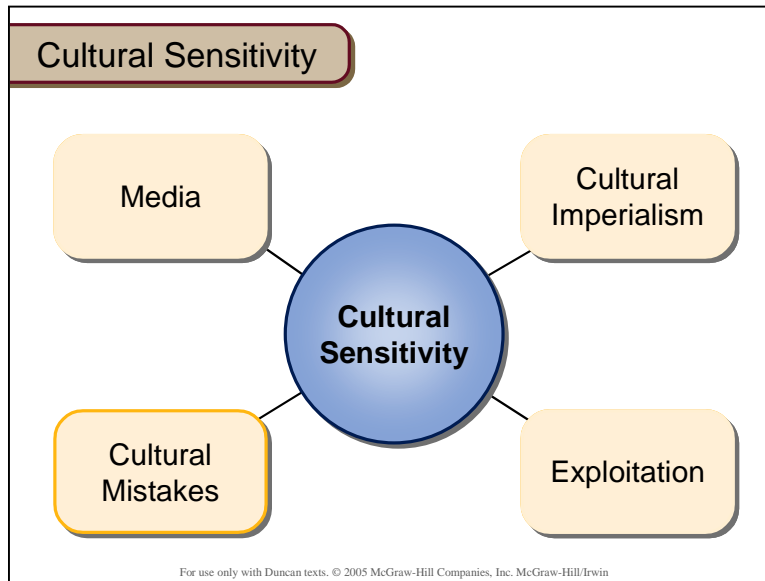 Cultural Sensitivity
Media
Cultural
Imperialism
Cultural
Sensitivity
Cultural
Mistakes
Exploitation
For use only with Duncan texts. © 2005 McGraw-Hill Companies, Inc. McGraw-Hill/Irwin